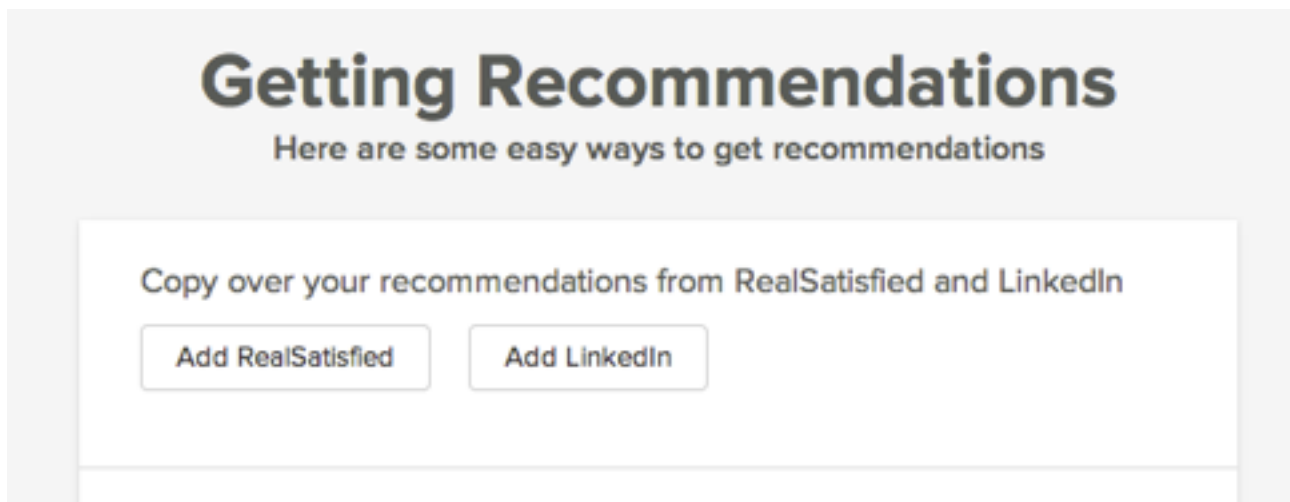 Getting Recommendations
Here are some easy ways to get recommendations
Copy over your recommendations from RealSatisfied and LinkedIn
Add RealSatisfied
Add LinkedIn